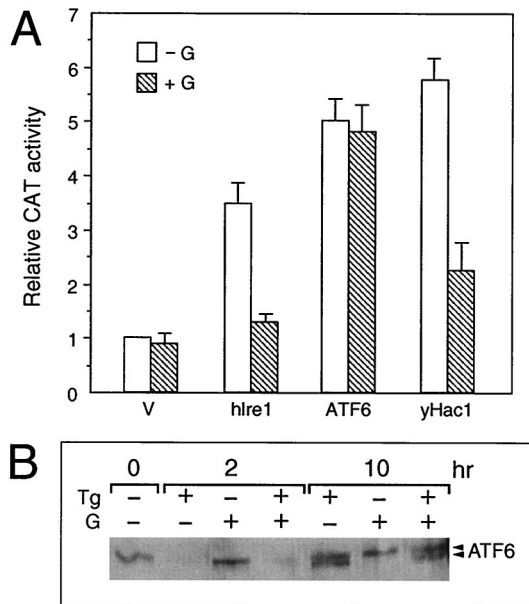 A
Relative CAT activity
7
6
5
4
3
2
1
0
– G
+ G
V hIre1 ATF6 yHac1
B
0 2 10 hr
Tg – + – + + – +
G – – + + – + +
ATF6